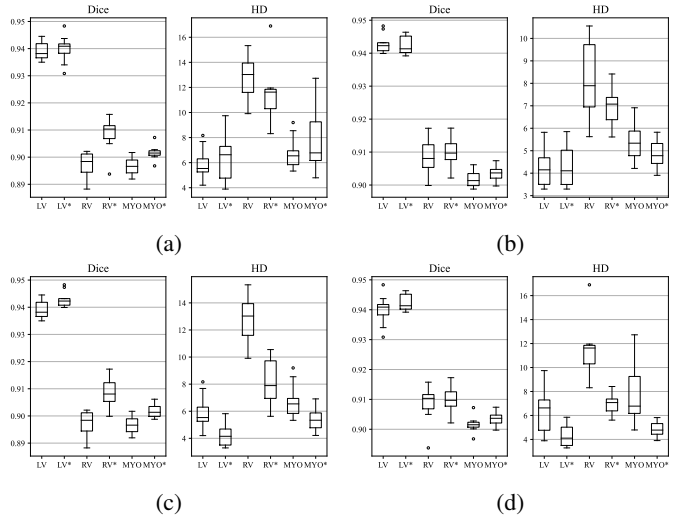 Dice HD Dice HD
0.95 16 0.95 10
0.94 14 0.94 9
0.93 12 0.93 8
0.92 10 0.92 7
0.91 8 0.91 6
0.90 6 0.90 5
0.89 4 4
3
LV LV* RV RV* MYO MYO* LV LV* RV RV* MYO MYO* LV LV* RV RV* MYO MYO* LV LV* RV RV* MYO MYO*
(a) (b)
Dice HD Dice HD
0.95 14 0.95 16
0.94 12 0.94 14
0.93 10 0.93 12
0.92 8 0.92 10
0.91 6 0.91 8
0.90 4 0.90 6
0.89 4
LV LV* RV RV* MYO MYO* LV LV* RV RV* MYO MYO* LV LV* RV RV* MYO MYO* LV LV* RV RV* MYO MYO*
(c) (d)